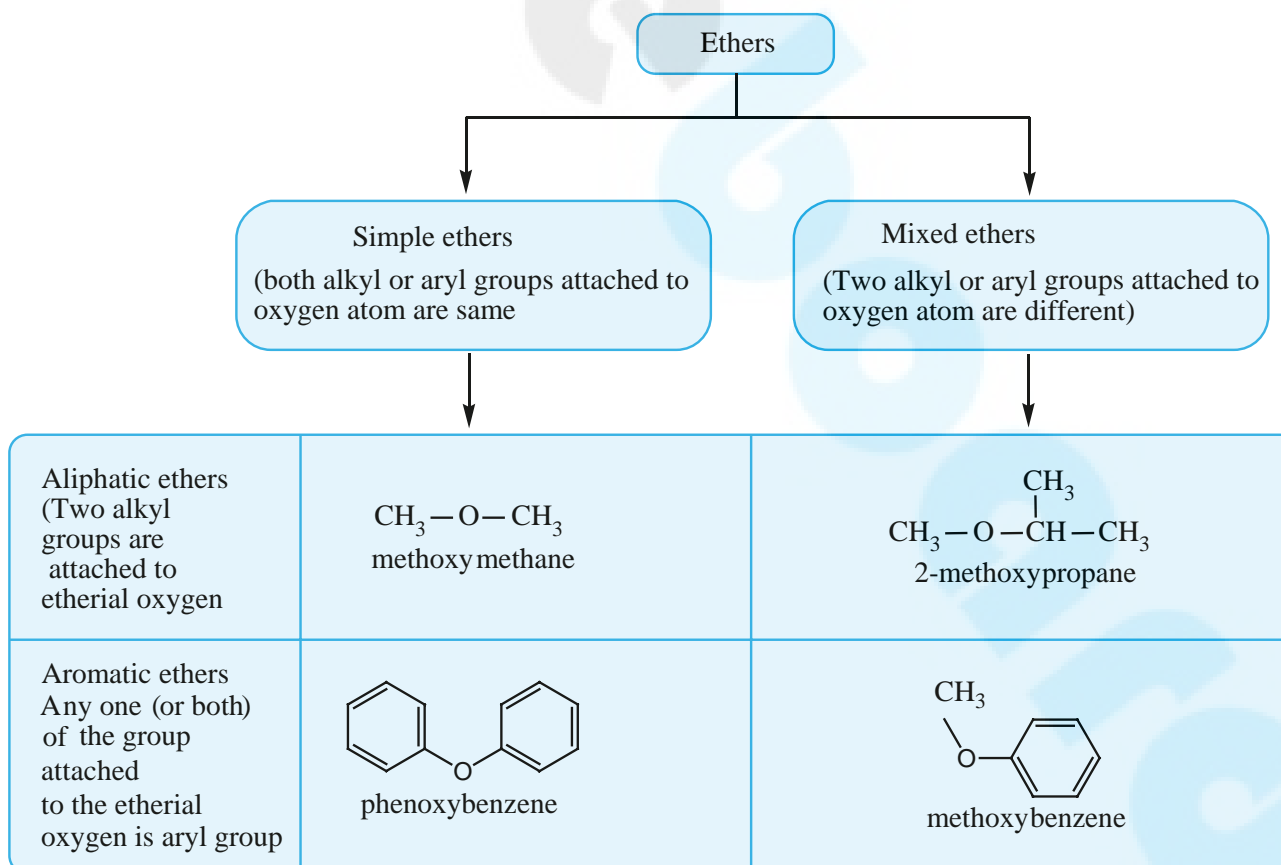 Ethers
Simple ethers
(both alkyl or aryl groups attached to
oxygen atom are same
Mixed ethers
(Two alkyl or aryl groups attached to
oxygen atom are different)
Aliphatic ethers
(Two alkyl
groups are
attached to
etherial oxygen
CH₃ — O — CH₃
methoxymethane
CH₃
CH₃ — O — CH — CH₃
2-methoxypropane
Aromatic ethers
Any one (or both)
of the group
attached
to the etherial
oxygen is aryl group
O
phenoxybenzene
CH₃
O
methoxybenzene